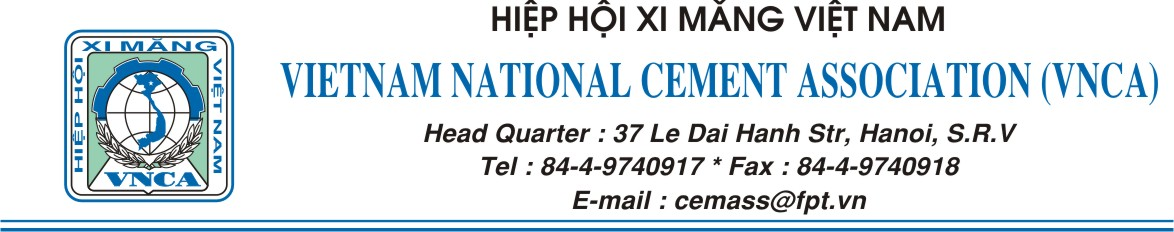 HIỆP HỘI XI MĂNG VIỆT NAM
VIETNAM NATIONAL CEMENT ASSOCIATION (VNCA)
Head Quarter : 37 Le Dai Hanh Str, Hanoi, S.R.V
Tel : 84-4-9740917 * Fax : 84-4-9740918
E-mail : cemass@fpt.vn
HIỆP HỘI XI MĂNG VIỆT NAM
VNCA